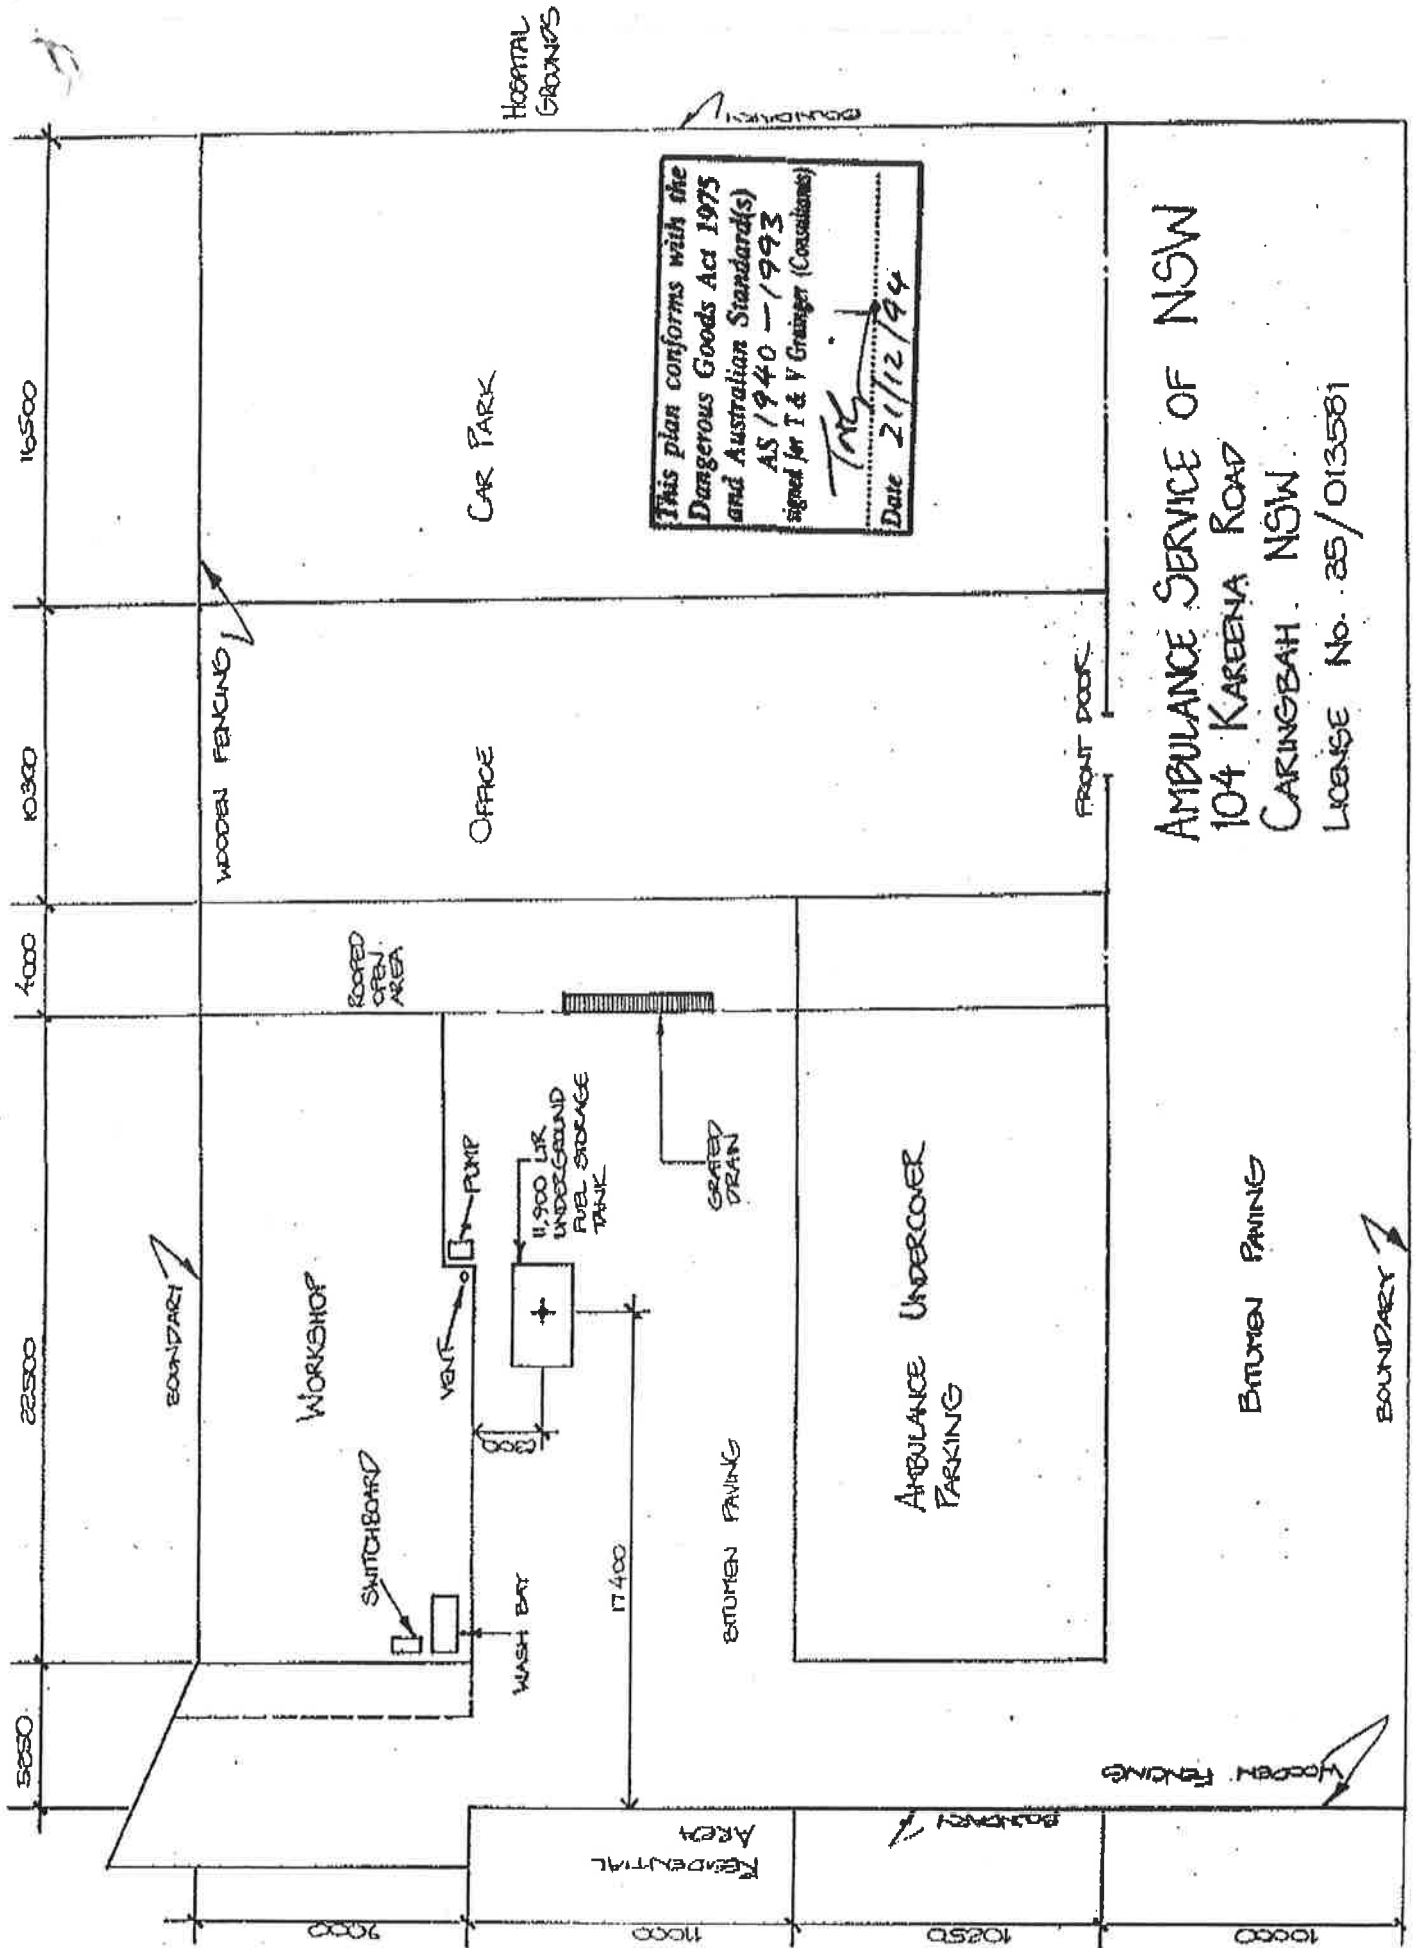 5250
22500
4000
10300
16500
BOUNDARY
WOODEN FENCING
WORKSHOP
SWITCHBOARD
VENT
PUMP
ROOFED
OPEN
AREA
OFFICE
CAR PARK
HOSPITAL
GROUNDS
BOUNDARY
WASH BAY
1300
11,900 LTR
UNDERGROUND
FUEL STORAGE
TANK
GRATED
DRAIN
17400
BITUMEN PAVING
AMBULANCE UNDERCOVER
PARKING
FRONT DOOR
This plan conforms with the
Dangerous Goods Act 1975
and Australian Standard(s)
AS 1940 - 1993
signed for T & V Grainger (Consultants)
Date 21/12/94
RESIDENTIAL
AREA
BOUNDARY
WOODEN FENCING
9000
11000
10250
10000
BITUMEN PAVING
BOUNDARY
AMBULANCE SERVICE OF NSW
104 KAREENA ROAD
CARINGBAH. NSW.
LICENSE No. 35/013581